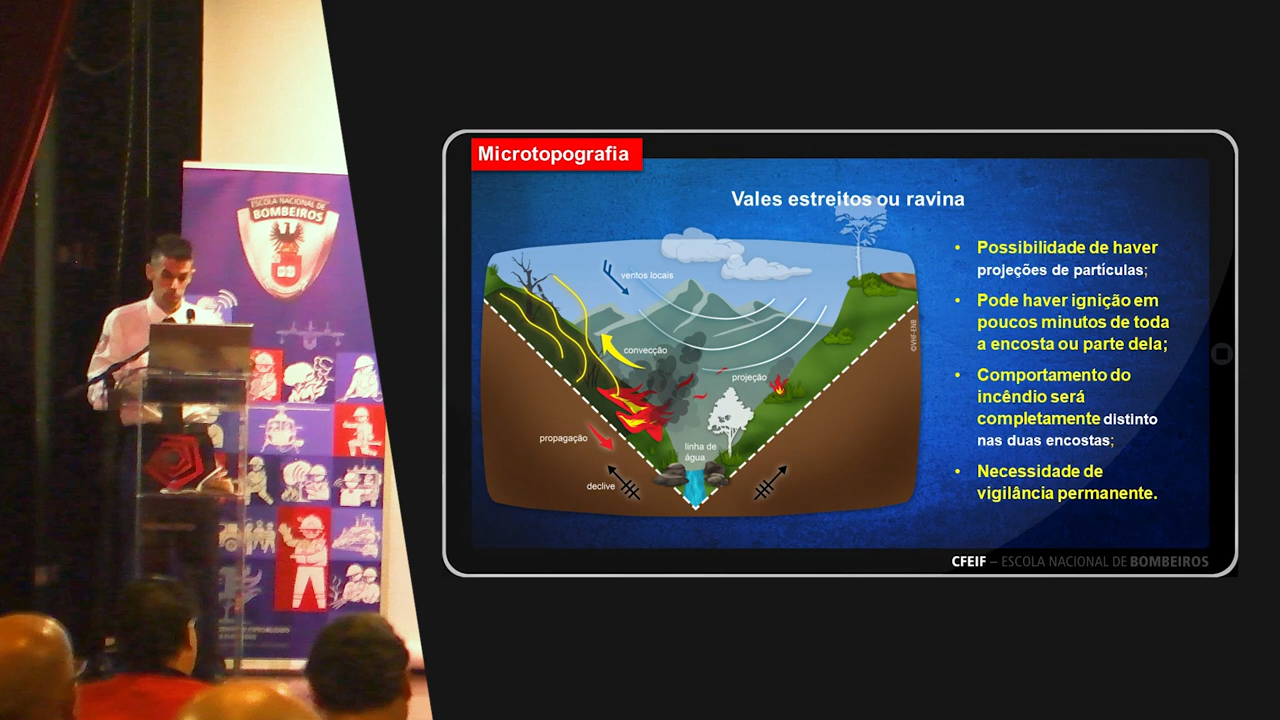 ESCOLA NACIONAL DE
BOMBEIROS
Microtopografia
Vales estreitos ou ravina
ventos locais
convecção
projeção
propagação
linha de
água
declive
©VHF-ENB
• Possibilidade de haver
projeções de partículas;
• Pode haver ignição em
poucos minutos de toda
a encosta ou parte dela;
• Comportamento do
incêndio será
completamente distinto
nas duas encostas;
• Necessidade de
vigilância permanente.
CFEIF – ESCOLA NACIONAL DE BOMBEIROS